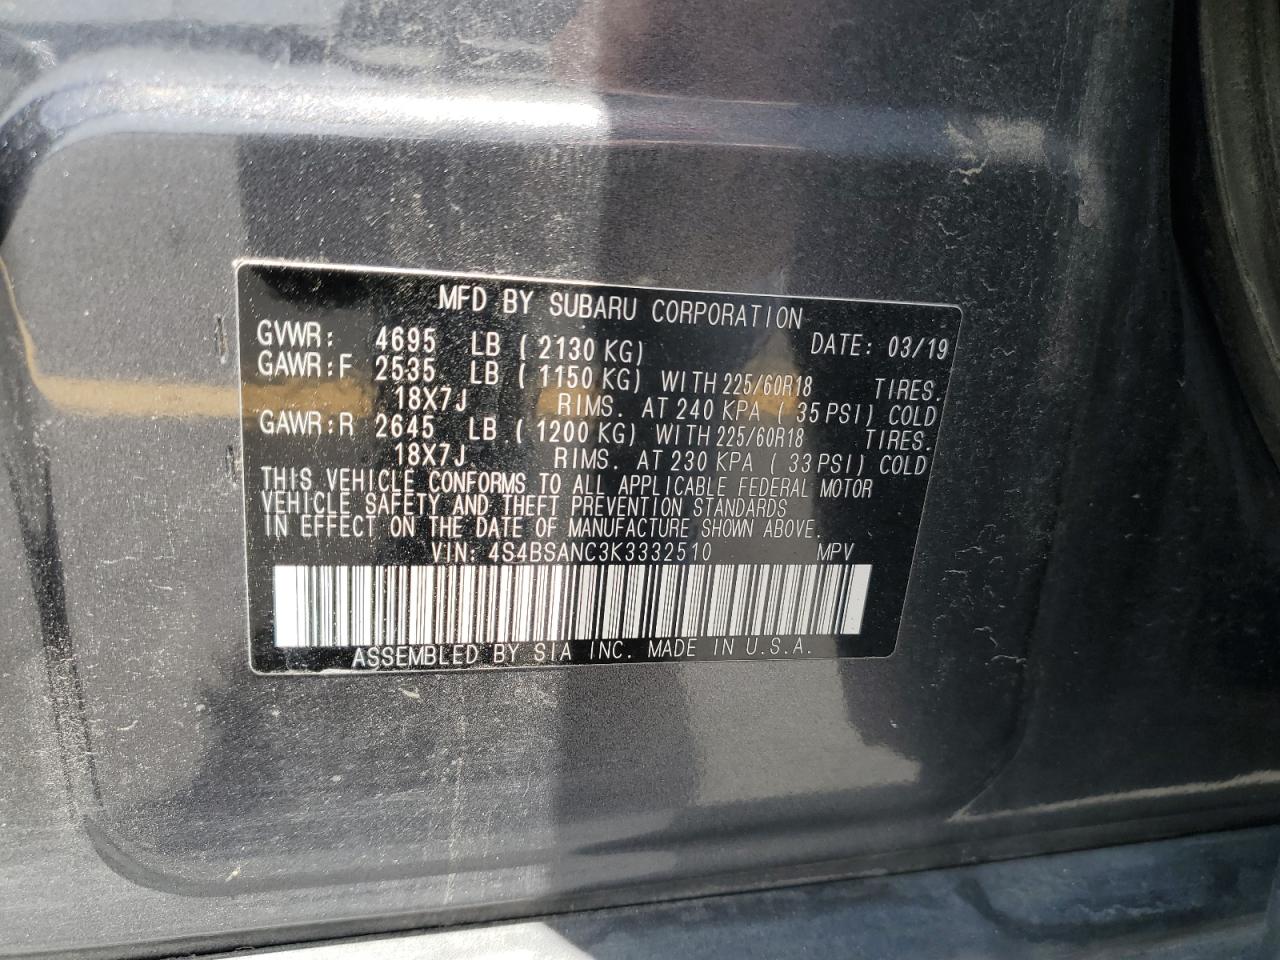 MFD BY SUBARU CORPORATION
GVWR: 4695 LB ( 2130 KG) DATE: 03/19
GAWR:F 2535 LB ( 1150 KG) WITH 225/60R18 TIRES.
18X7J RIMS. AT 240 KPA ( 35 PSI) COLD
GAWR:R 2645 LB ( 1200 KG) WITH 225/60R18 TIRES.
18X7J RIMS. AT 230 KPA ( 33 PSI) COLD
THIS VEHICLE CONFORMS TO ALL APPLICABLE FEDERAL MOTOR
VEHICLE SAFETY AND THEFT PREVENTION STANDARDS
IN EFFECT ON THE DATE OF MANUFACTURE SHOWN ABOVE.
VIN: 4S4BSANC3K3332510 MPV
ASSEMBLED BY SIA INC. MADE IN U.S.A.